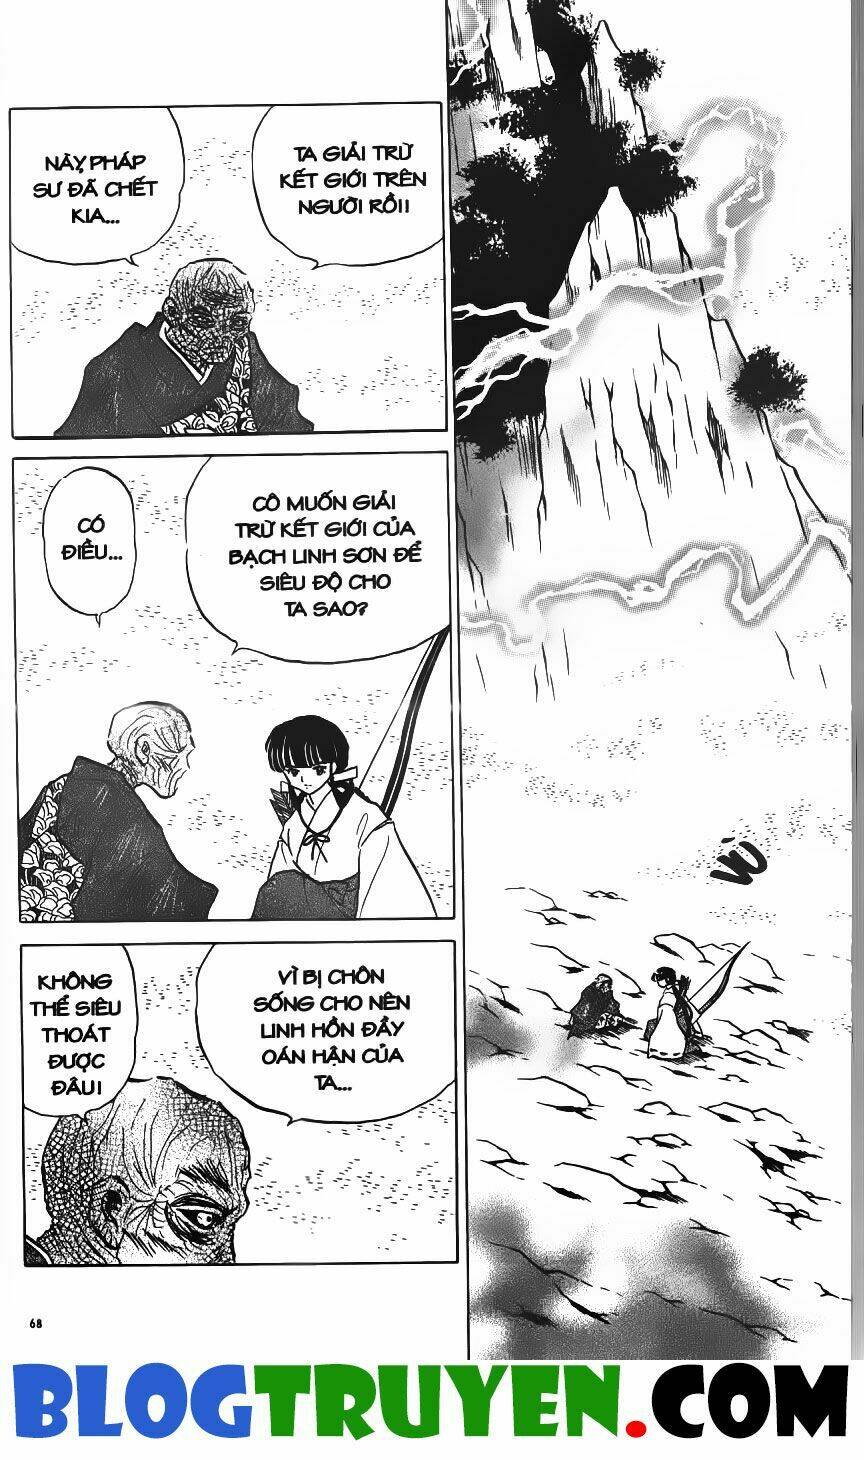 VÙ
TA GIẢI TRỪ
KẾT GIỚI TRÊN
NGƯỜI RỒI!
NÀY, PHÁP
SƯ ĐÃ CHẾT
KIA...
CÔ MUỐN GIẢI
TRỪ KẾT GIỚI CỦA
BẠCH LINH SƠN ĐỂ
SIÊU ĐỘ CHO
TA SAO?
CÓ
ĐIỀU...
VÌ BỊ CHÔN
SỐNG CHO NÊN
LINH HỒN ĐẦY
OÁN HẬN CỦA
TA...
KHÔNG
THỂ SIÊU
THOÁT
ĐƯỢC
ĐÂU!
68
BLOGTRUYEN.COM